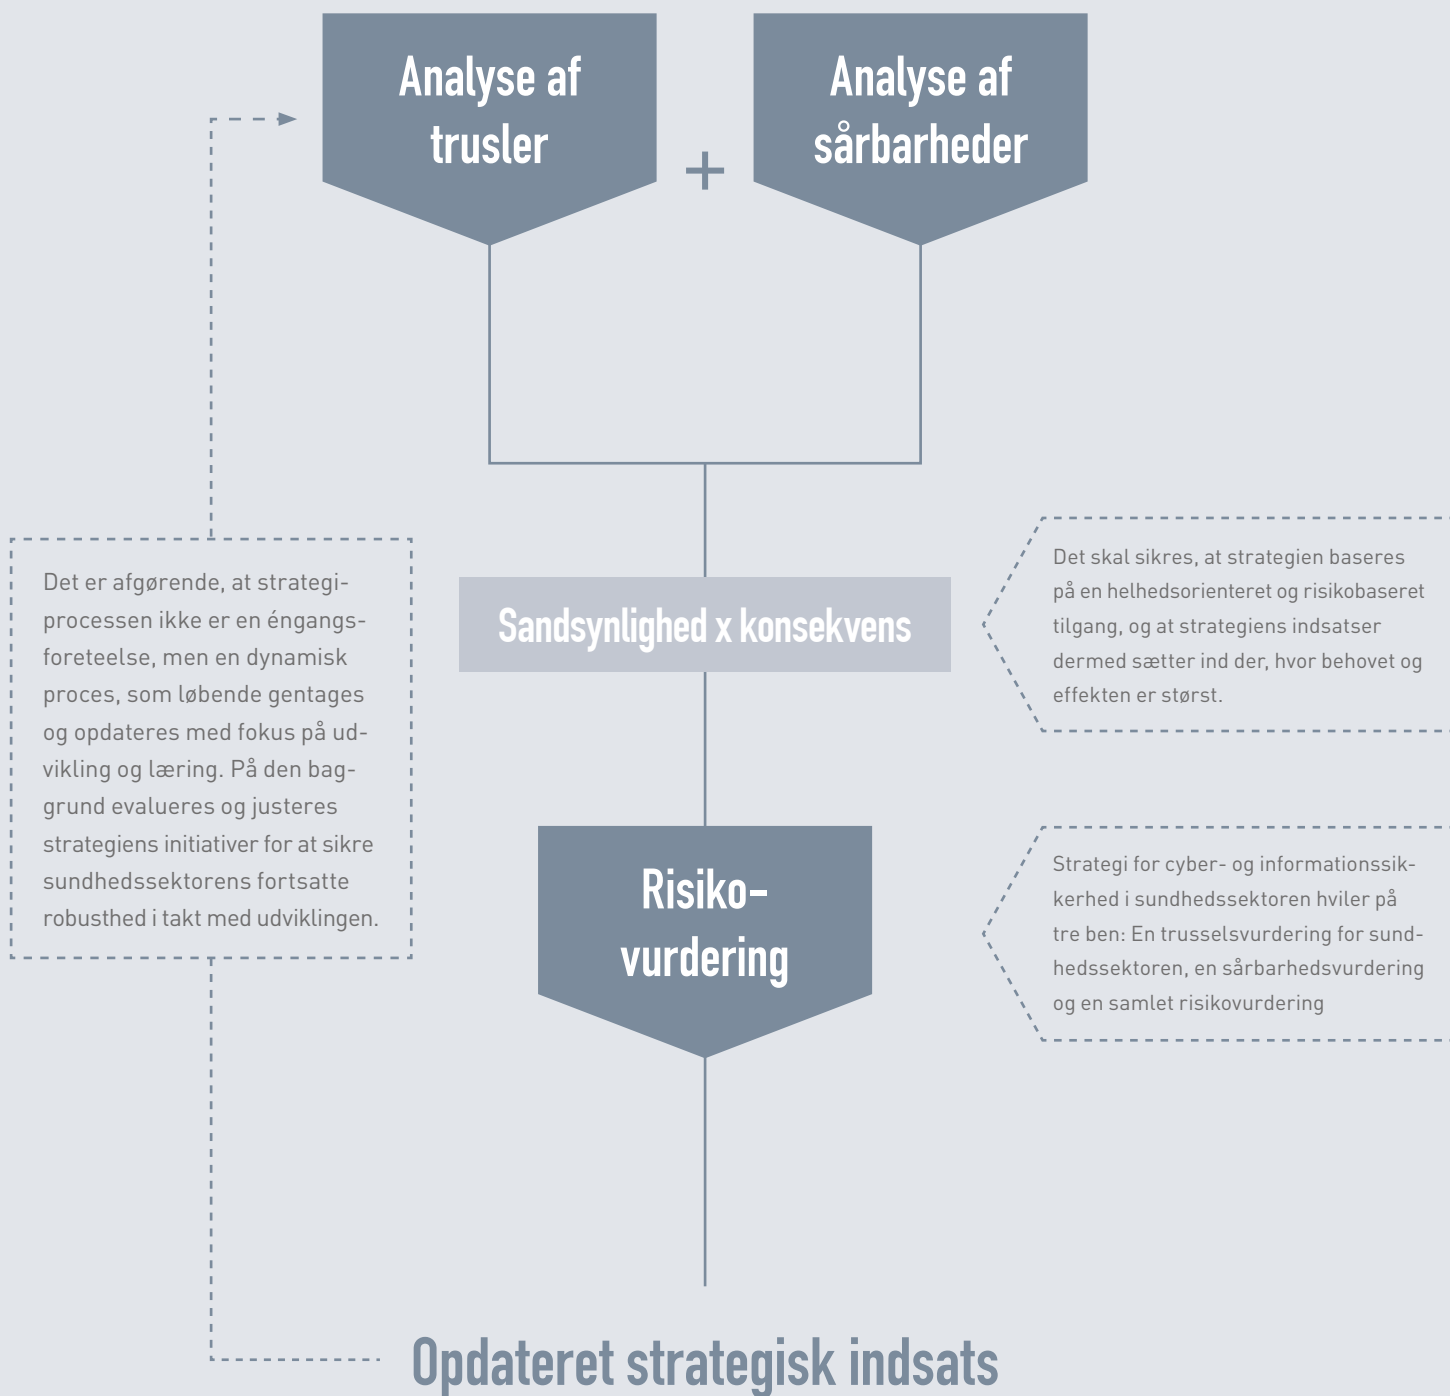 Analyse af
trusler
+
Analyse af
sårbarheder
Det er afgørende, at strategi-
processen ikke er en éngangs-
foreteelse, men en dynamisk
proces, som løbende gentages
og opdateres med fokus på ud-
vikling og læring. På den bag-
grund evalueres og justeres
strategiens initiativer for at sikre
sundhedssektorens fortsatte
robusthed i takt med udviklingen.
Sandsynlighed x konsekvens
Det skal sikres, at strategien baseres
på en helhedsorienteret og risikobaseret
tilgang, og at strategiens indsatser
dermed sætter ind der, hvor behovet og
effekten er størst.
Risiko-
vurdering
Strategi for cyber- og informationssik-
kerhed i sundhedssektoren hviler på
tre ben: En trusselsvurdering for sund-
hedssektoren, en sårbarhedsvurdering
og en samlet risikovurdering
Opdateret strategisk indsats